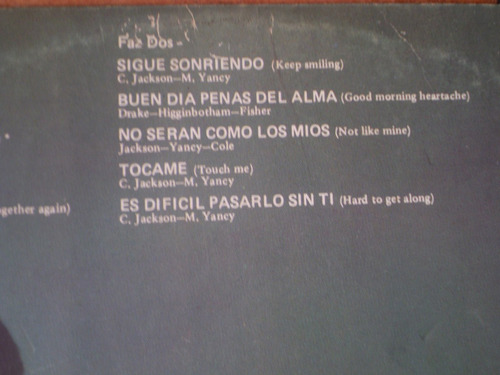 Faz Dos -
SIGUE SONRIENDO (Keep smiling)
C. Jackson—M. Yancy
BUEN DIA PENAS DEL ALMA (Good morning heartache)
Drake—Higginbotham—Fisher
NO SERAN COMO LOS MIOS (Not like mine)
Jackson—Yancy—Cole
TOCAME (Touch me)
C. Jackson—M. Yancy
ogether again)
ES DIFICIL PASARLO SIN TI (Hard to get along)
C. Jackson—M. Yancy